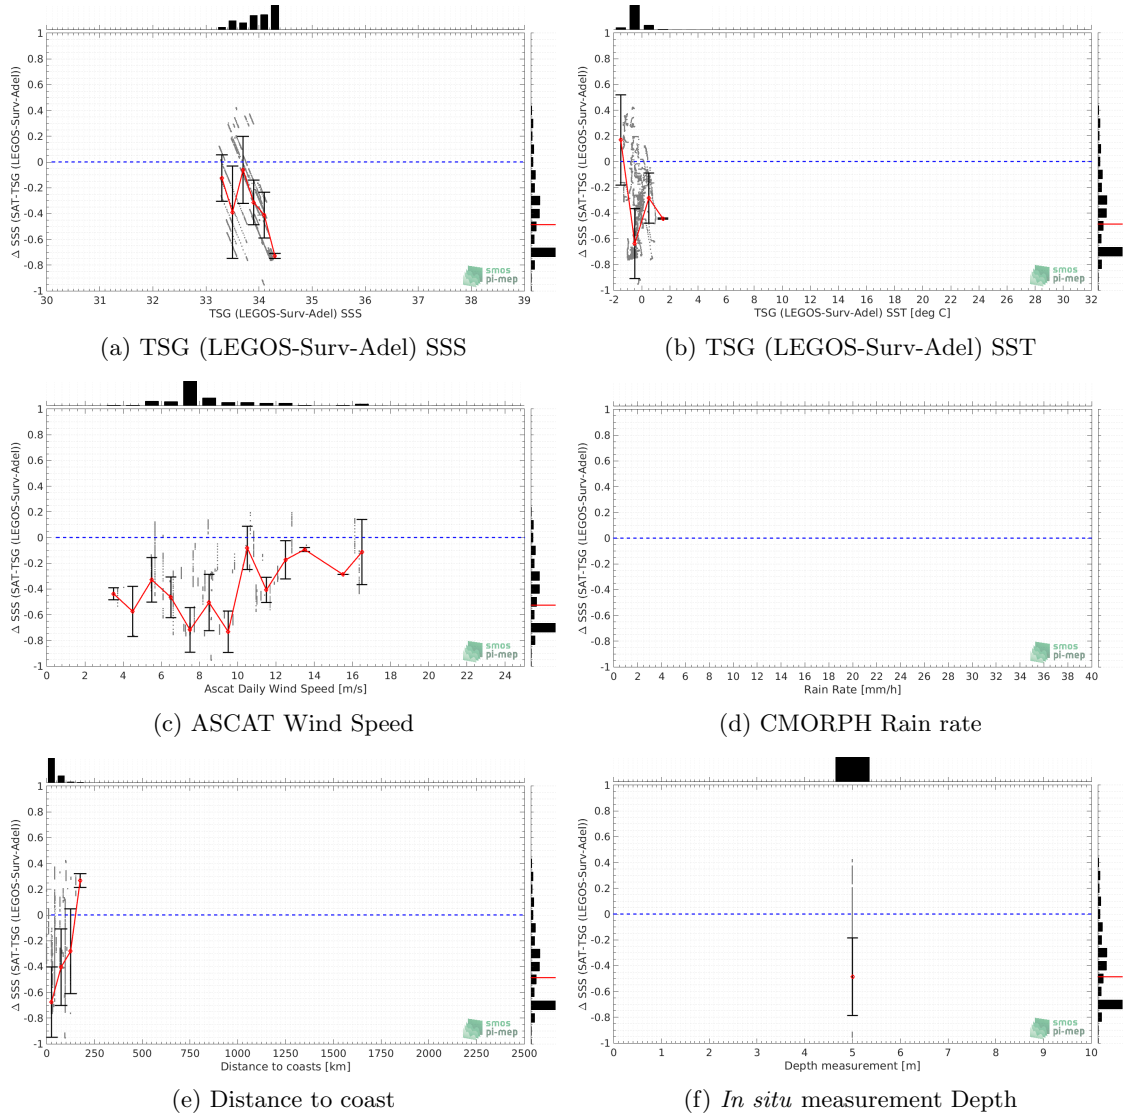 Δ SSS (SAT-TSG (LEGOS-Surv-Adel))
1
0.8
0.6
0.4
0.2
0
-0.2
-0.4
-0.6
-0.8
-1
30 31 32 33 34 35 36 37 38 39
TSG (LEGOS-Surv-Adel) SSS
smos
pi-mep
(a) TSG (LEGOS-Surv-Adel) SSS
Δ SSS (SAT-TSG (LEGOS-Surv-Adel))
1
0.8
0.6
0.4
0.2
0
-0.2
-0.4
-0.6
-0.8
-1
-2 0 2 4 6 8 10 12 14 16 18 20 22 24 26 28 30 32
TSG (LEGOS-Surv-Adel) SST [deg C]
smos
pi-mep
(b) TSG (LEGOS-Surv-Adel) SST
Δ SSS (SAT-TSG (LEGOS-Surv-Adel))
1
0.8
0.6
0.4
0.2
0
-0.2
-0.4
-0.6
-0.8
-1
0 2 4 6 8 10 12 14 16 18 20 22 24
Ascat Daily Wind Speed [m/s]
smos
pi-mep
(c) ASCAT Wind Speed
Δ SSS (SAT-TSG (LEGOS-Surv-Adel))
1
0.8
0.6
0.4
0.2
0
-0.2
-0.4
-0.6
-0.8
-1
0 2 4 6 8 10 12 14 16 18 20 22 24 26 28 30 32 34 36 38 40
Rain Rate [mm/h]
smos
pi-mep
(d) CMORPH Rain rate
Δ SSS (SAT-TSG (LEGOS-Surv-Adel))
1
0.8
0.6
0.4
0.2
0
-0.2
-0.4
-0.6
-0.8
-1
0 250 500 750 1000 1250 1500 1750 2000 2250 2500
Distance to coasts [km]
smos
pi-mep
(e) Distance to coast
Δ SSS (SAT-TSG (LEGOS-Surv-Adel))
1
0.8
0.6
0.4
0.2
0
-0.2
-0.4
-0.6
-0.8
-1
0 1 2 3 4 5 6 7 8 9 10
Depth measurement [m]
smos
pi-mep
(f) In situ measurement Depth